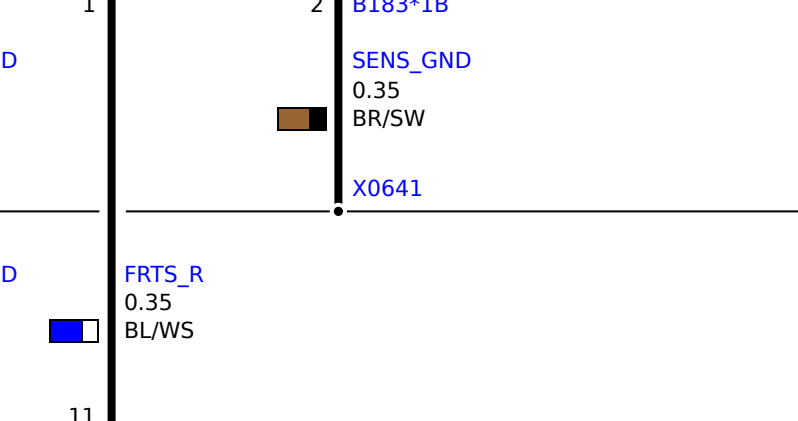 1
2
B183*1B
D
SENS_GND
0.35
BR/SW
X0641
D
FRTS_R
0.35
BL/WS
11